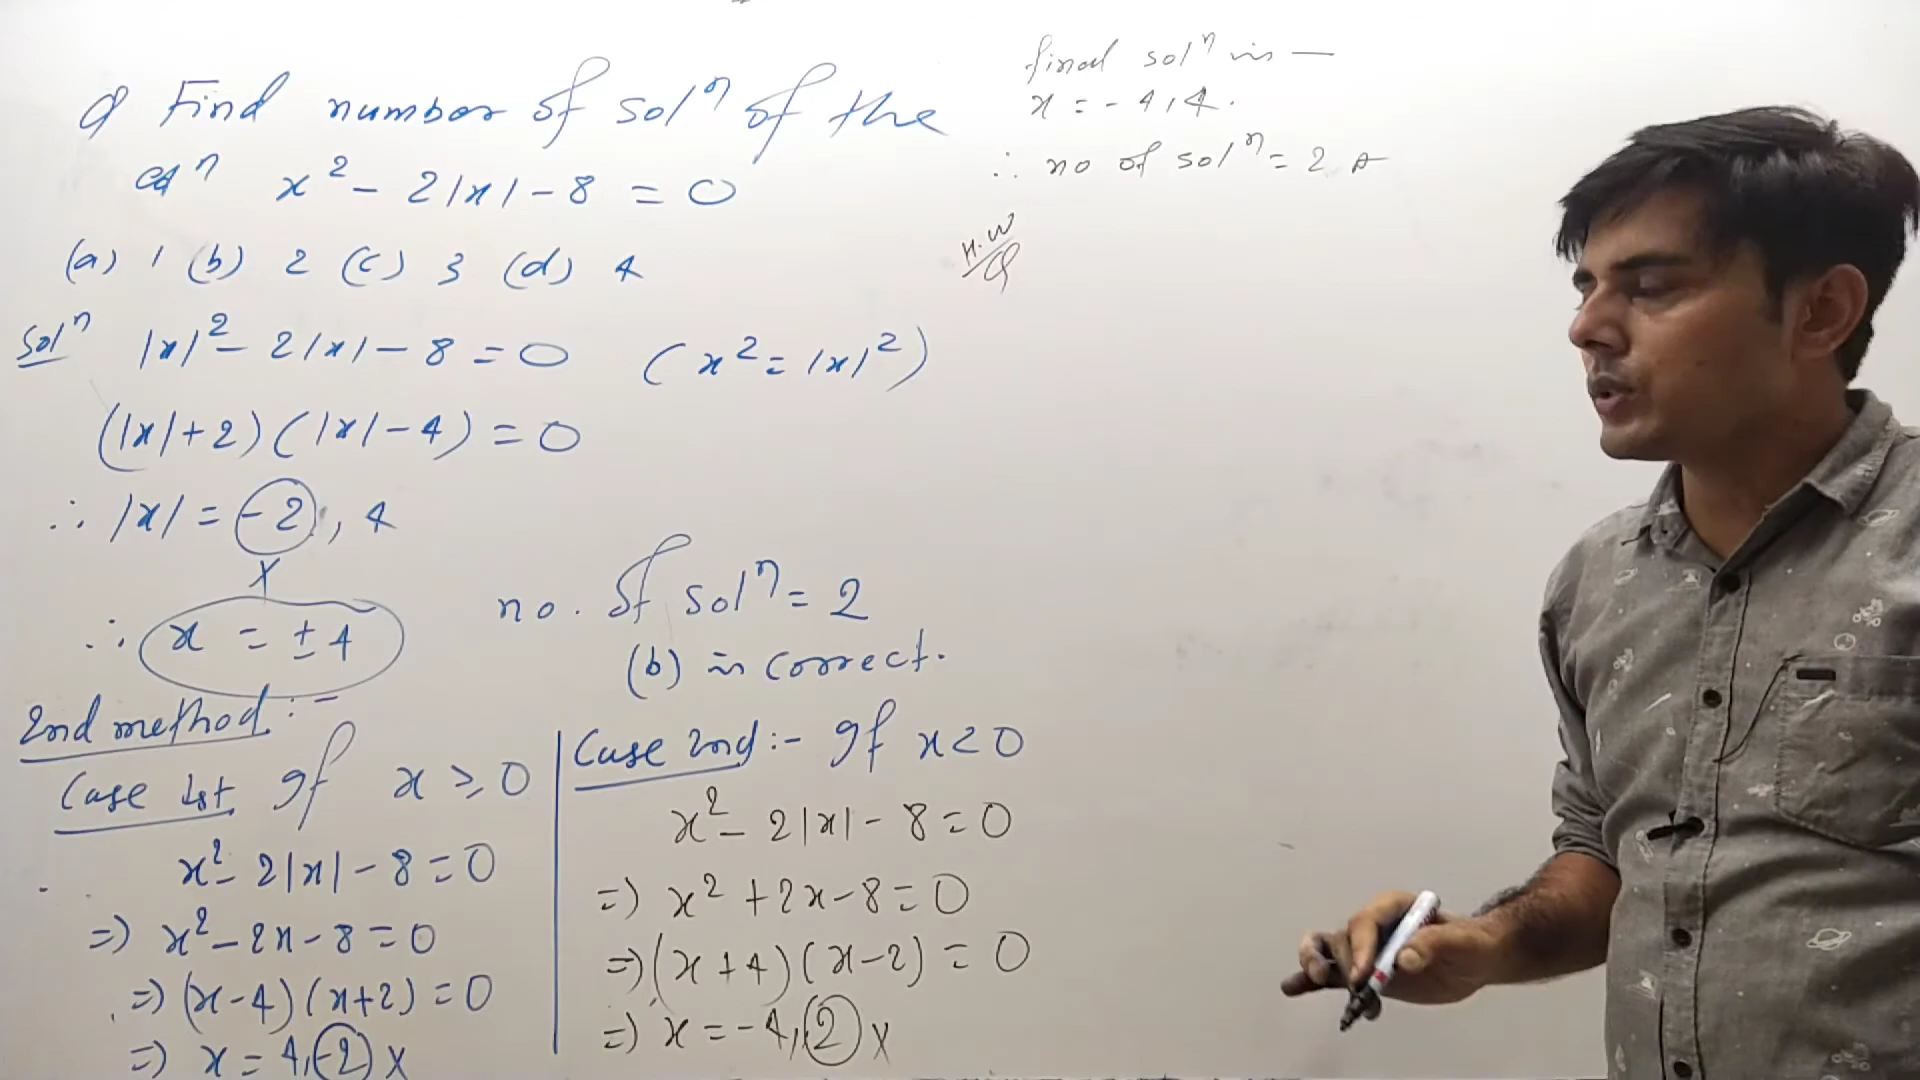 Q Find number of solⁿ of the
eqⁿ x² - 2|x| - 8 = 0
(a) 1 (b) 2 (c) 3 (d) 4
Solⁿ |x|² - 2|x| - 8 = 0 (x² = |x|²)
(|x|+2)(|x|-4) = 0
∴ |x| = -2, 4
x
∴ x = ±4
no. of solⁿ = 2
(b) is correct.
2nd method :-
Case 1st If x ≥ 0
x² - 2|x| - 8 = 0
=) x² - 2x - 8 = 0
=) (x-4)(x+2) = 0
=) x = 4, -2 x
Case 2nd :- If x < 0
x² - 2|x| - 8 = 0
=) x² + 2x - 8 = 0
=) (x+4)(x-2) = 0
=) x = -4, 2 x
final solⁿ is —
x = -4, 4.
∴ no of solⁿ = 2 A
H.W
Q